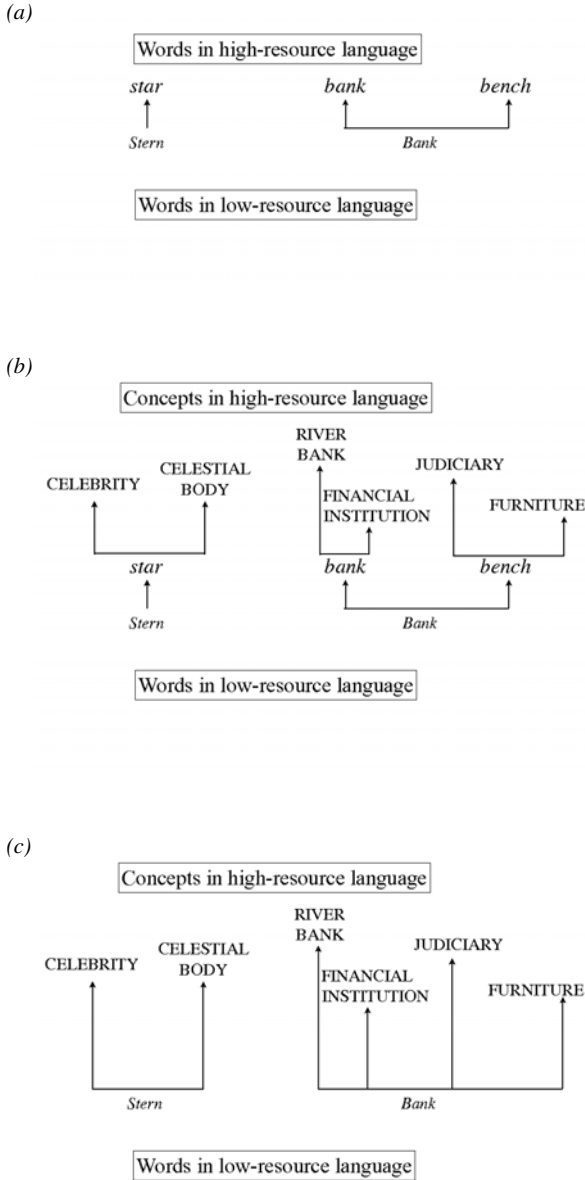 (a)
Words in high-resource language
star bank bench
Stern Bank
Words in low-resource language
(b)
Concepts in high-resource language
RIVER
BANK
CELEBRITY
CELESTIAL
BODY
FINANCIAL
INSTITUTION
JUDICIARY
FURNITURE
star bank bench
Stern Bank
Words in low-resource language
(c)
Concepts in high-resource language
RIVER
BANK
CELEBRITY
CELESTIAL
BODY
FINANCIAL
INSTITUTION
JUDICIARY
FURNITURE
Stern Bank
Words in low-resource language